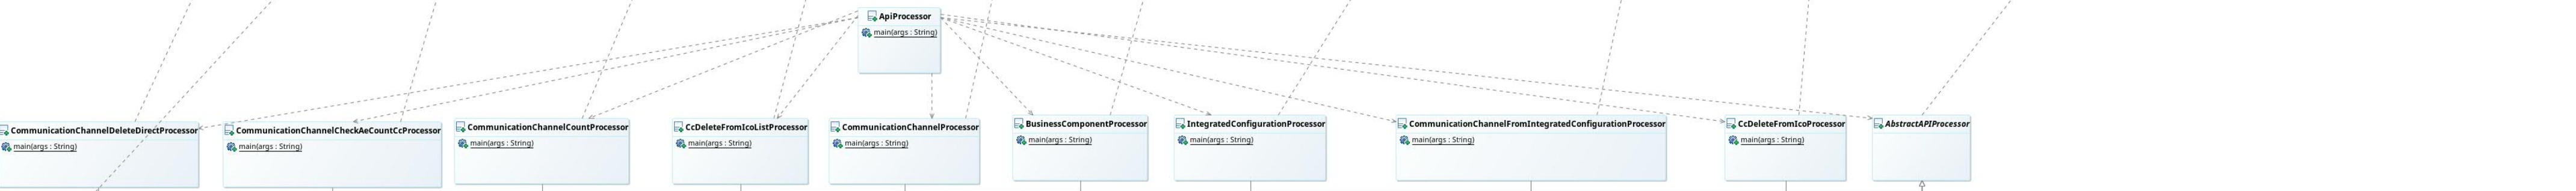 ApiProcessor
main(args : String)
CommunicationChannelDeleteDirectProcessor
main(args : String)
CommunicationChannelCheckAeCountCcProcessor
main(args : String)
CommunicationChannelCountProcessor
main(args : String)
CcDeleteFromIcoListProcessor
main(args : String)
CommunicationChannelProcessor
main(args : String)
BusinessComponentProcessor
main(args : String)
IntegratedConfigurationProcessor
main(args : String)
CommunicationChannelFromIntegratedConfigurationProcessor
main(args : String)
CcDeleteFromIcoProcessor
main(args : String)
AbstractAPIProcessor